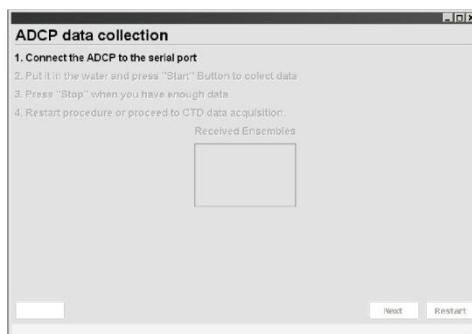 ADCP data collection
1. Connect the ADCP to the serial port
2. Put it in the water and press "Start" Button to colect data
3. Press "Stop" when you have enough data
4. Restart procedure or proceed to CTD data acquisition.
Received Ensembles
Next Restart